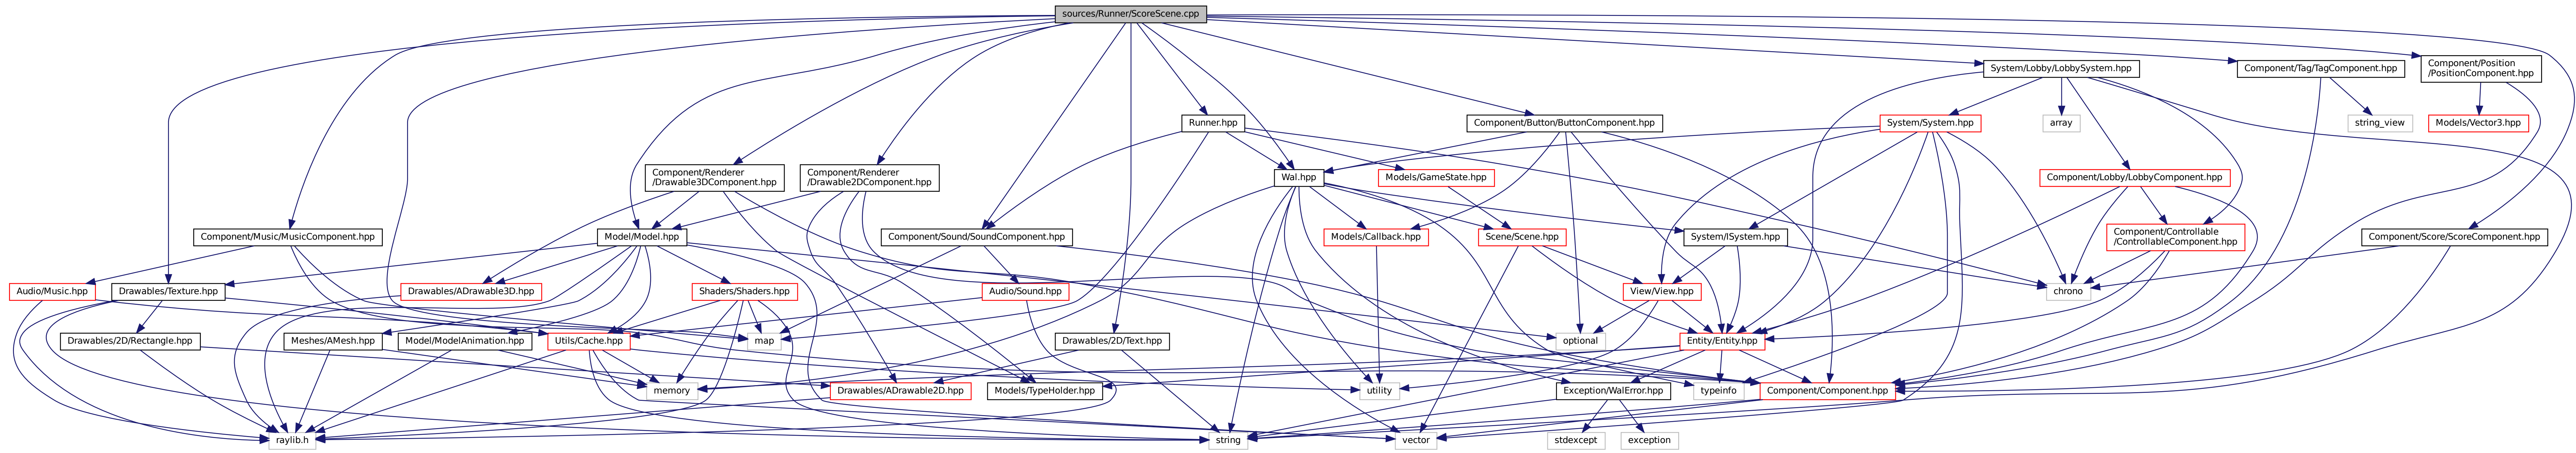 sources/Runner/ScoreScene.cpp
System/Lobby/LobbySystem.hpp
Component/Tag/TagComponent.hpp
Component/Position
/PositionComponent.hpp
Runner.hpp
Component/Button/ButtonComponent.hpp
System/System.hpp
array
string_view
Models/Vector3.hpp
Component/Renderer
/Drawable3DComponent.hpp
Component/Renderer
/Drawable2DComponent.hpp
Wal.hpp
Models/GameState.hpp
Component/Lobby/LobbyComponent.hpp
Component/Music/MusicComponent.hpp
Model/Model.hpp
Component/Sound/SoundComponent.hpp
Models/Callback.hpp
Scene/Scene.hpp
System/ISystem.hpp
Component/Controllable
/ControllableComponent.hpp
Component/Score/ScoreComponent.hpp
Audio/Music.hpp
Drawables/Texture.hpp
Drawables/ADrawable3D.hpp
Shaders/Shaders.hpp
Audio/Sound.hpp
View/View.hpp
chrono
Drawables/2D/Rectangle.hpp
Meshes/AMesh.hpp
Model/ModelAnimation.hpp
Utils/Cache.hpp
map
Drawables/2D/Text.hpp
optional
Entity/Entity.hpp
memory
Drawables/ADrawable2D.hpp
Models/TypeHolder.hpp
utility
Exception/WalError.hpp
typeinfo
Component/Component.hpp
raylib.h
string
vector
stdexcept
exception